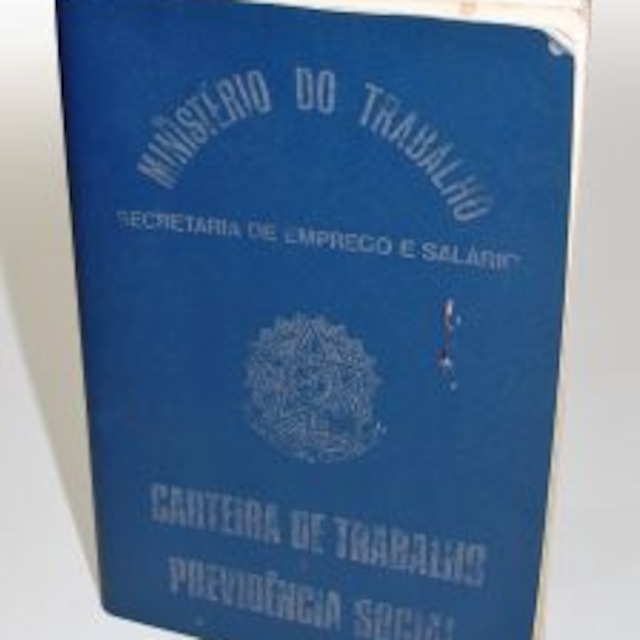 MINISTÉRIO DO TRABALHO
SECRETARIA DE EMPREGO E SALÁRIO
CARTEIRA DE TRABALHO
PREVIDÊNCIA SOCIAL